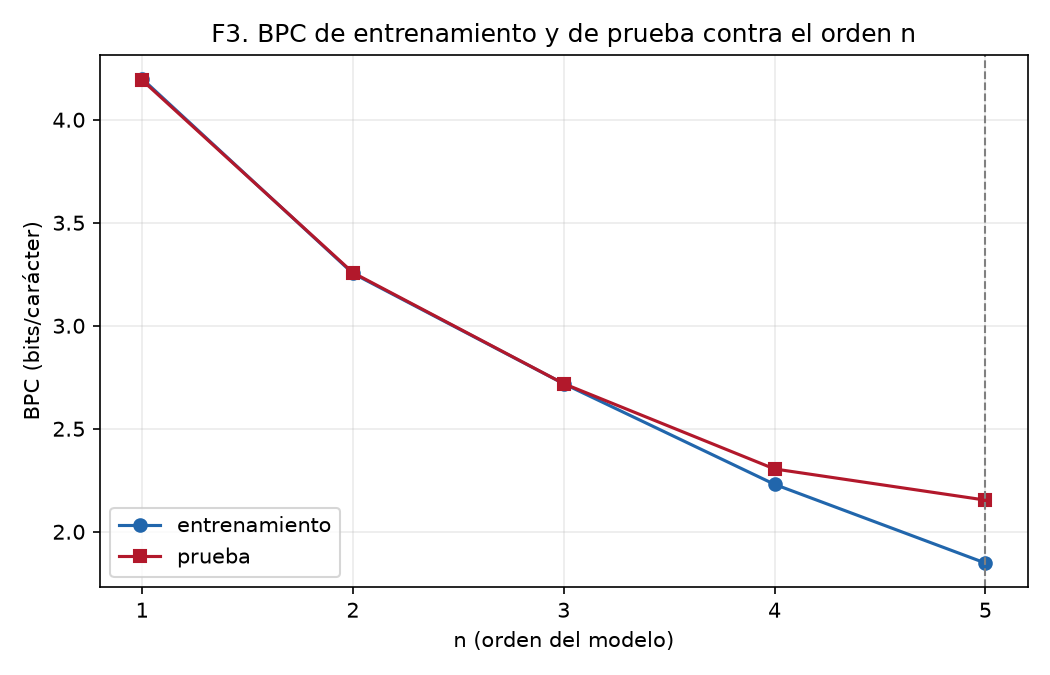 F3. BPC de entrenamiento y de prueba contra el orden n
BPC (bits/carácter)
4.0
3.5
3.0
2.5
2.0
entrenamiento
prueba
1 2 3 4 5
n (orden del modelo)